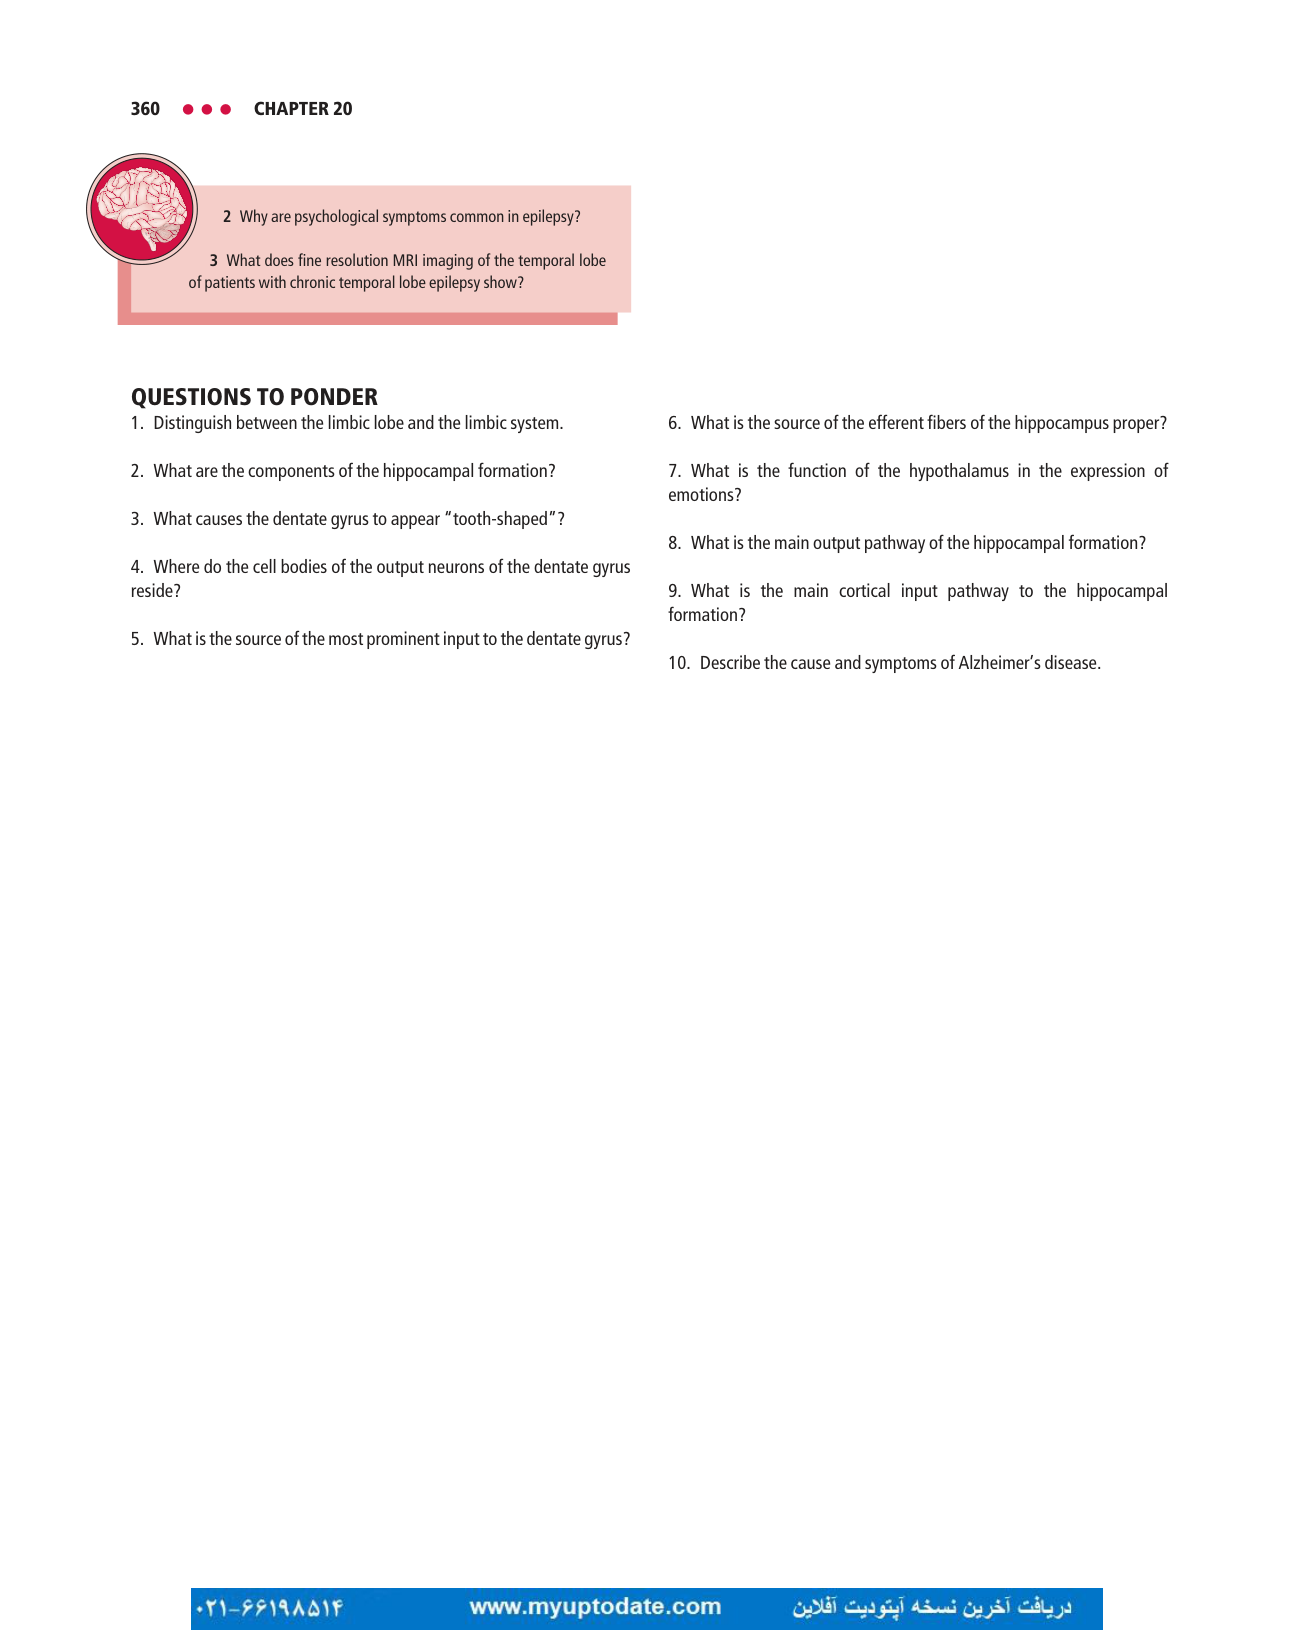 360 ● ● ● CHAPTER 20
2 Why are psychological symptoms common in epilepsy?
3 What does fine resolution MRI imaging of the temporal lobe
of patients with chronic temporal lobe epilepsy show?
QUESTIONS TO PONDER
1. Distinguish between the limbic lobe and the limbic system.
2. What are the components of the hippocampal formation?
3. What causes the dentate gyrus to appear “tooth-shaped”?
4. Where do the cell bodies of the output neurons of the dentate gyrus
reside?
5. What is the source of the most prominent input to the dentate gyrus?
6. What is the source of the efferent fibers of the hippocampus proper?
7. What is the function of the hypothalamus in the expression of
emotions?
8. What is the main output pathway of the hippocampal formation?
9. What is the main cortical input pathway to the hippocampal
formation?
10. Describe the cause and symptoms of Alzheimer’s disease.
۰۲۱-۶۶۱۹۸۵۱۴ www.myuptodate.com دریافت آخرین نسخه آپتودیت آفلاین